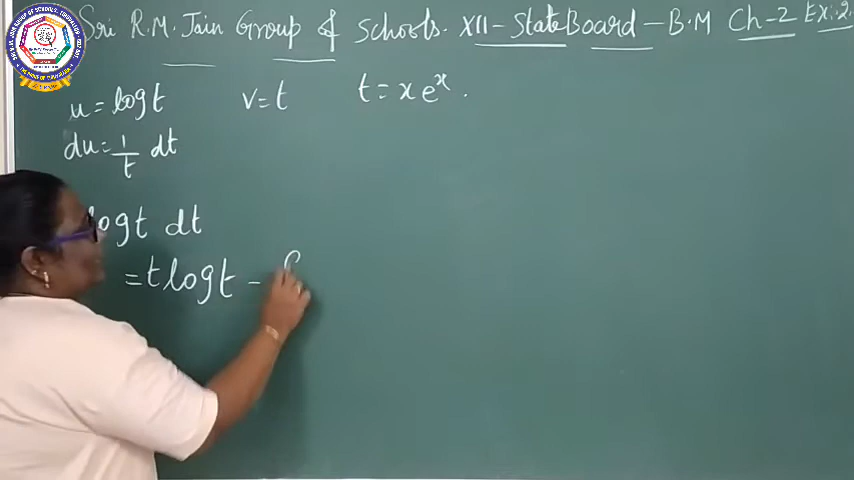 Sri R.M. Jain Group of Schools. XII - State Board - B.M Ch-2 Ex:2.
u = log t v = t t = x e^x .
du = 1/t dt
log t dt
= t log t - ∫